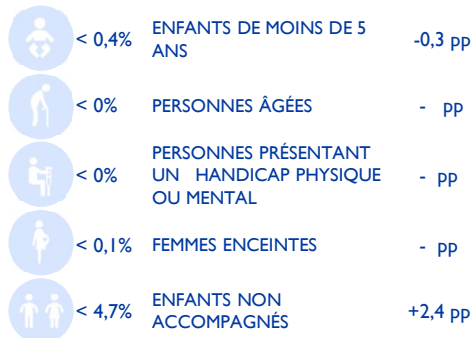 < 0,4% ENFANTS DE MOINS DE 5 ANS -0,3 pp
< 0% PERSONNES ÂGÉES - pp
< 0% PERSONNES PRÉSENTANT UN HANDICAP PHYSIQUE OU MENTAL - pp
< 0,1% FEMMES ENCEINTES - pp
< 4,7% ENFANTS NON ACCOMPAGNÉS +2,4 pp